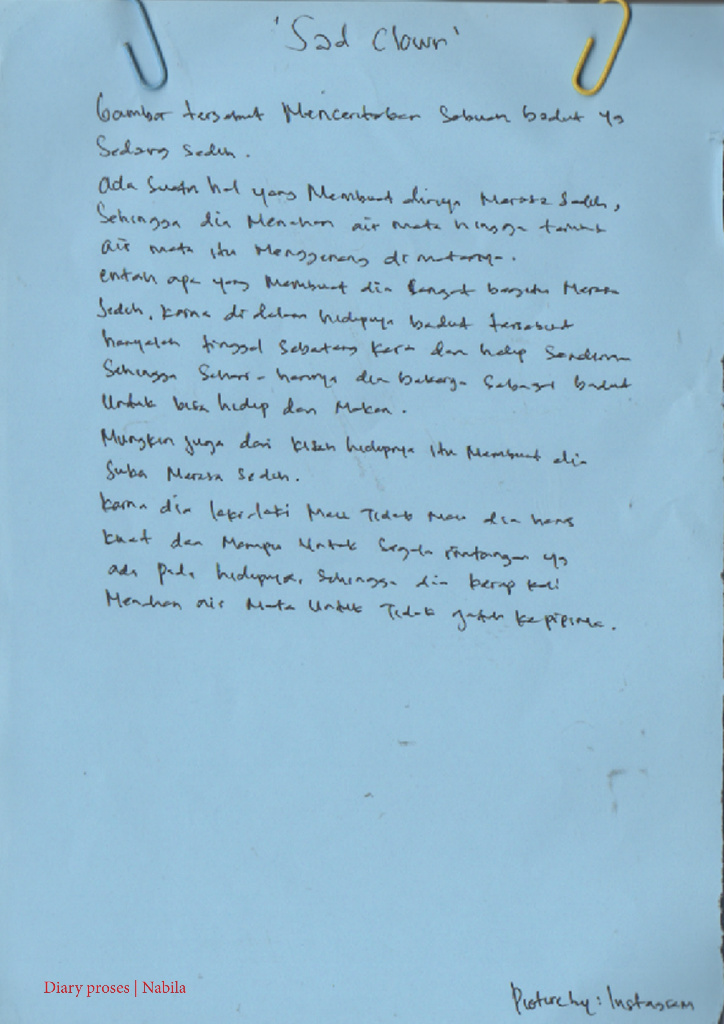 'Sad Clown'
Gambar tersebut Menceritakan Sebuah badut yg
Sedang Sedih.
Ada Suatu hal yang Membuat dirinya Merasa Sedih,
Sehingga dia Menahan air mata hingga
air mata itu Menggenang di matanya.
entah apa yang Membuat dia Sangat begitu Merasa
Sedih, Karna di dalam hidupnya badut tersebut
hanyalah tinggal Sebatang Kara dan hidup Sendirian
Sehingga Sehari-harinya dia bekerja Sebagai badut
Untuk bisa hidup dan Makan.
Mungkin juga dari kisah hidupnya itu Membuat dia
Suka Merasa Sedih.
Karna dia laki-laki Mau Tidak Mau dia harus
Kuat dan Mampu Untuk Segala rintangan yg
ada pada hidupnya, Sehingga dia berap kali
Menahan air Mata Untuk Tidak jatuh kepipinya.
Diary proses | Nabila
Picture by : Instagram